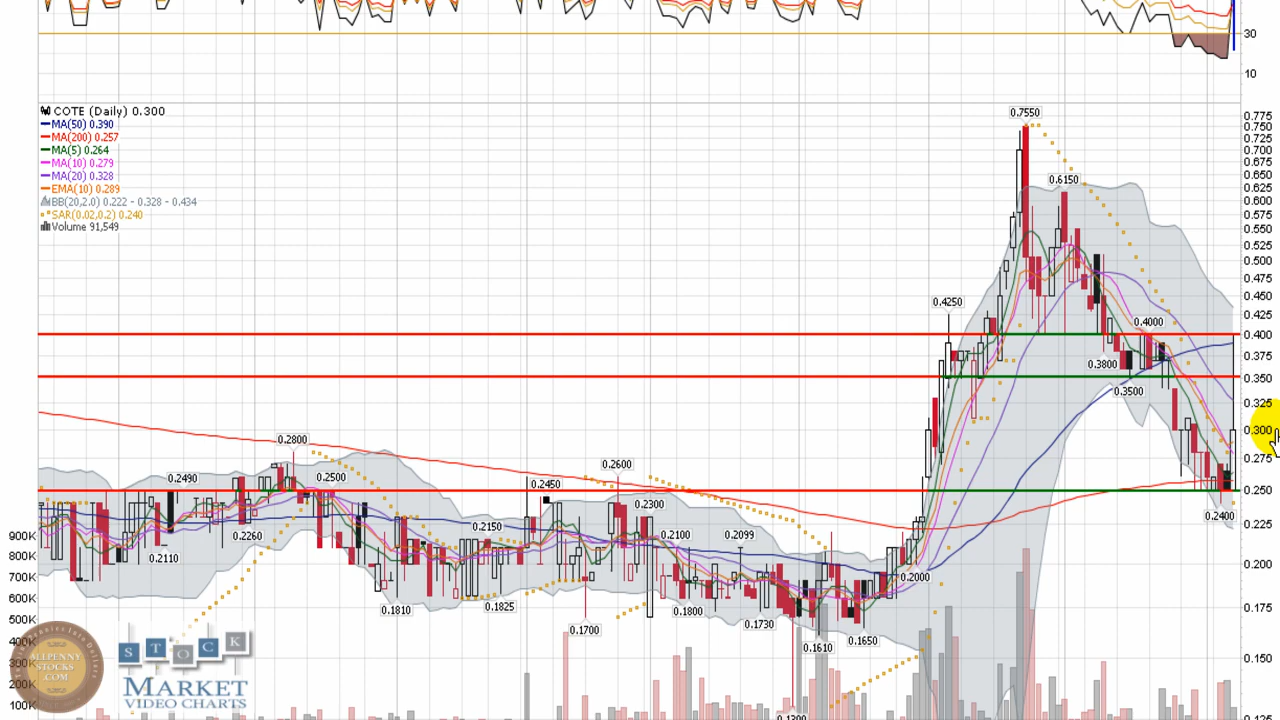 30
10
COTE (Daily) 0.300
MA(50) 0.390
MA(200) 0.257
MA(5) 0.264
MA(10) 0.279
MA(20) 0.328
EMA(10) 0.289
BB(20,2.0) 0.222 - 0.328 - 0.434
SAR(0.02,0.2) 0.240
Volume 91,549
0.7550
0.6150
0.4250
0.4000
0.3800
0.3500
0.2800
0.2600
0.2490
0.2500
0.2450
0.2300
0.2400
0.2260
0.2150
0.2100
0.2099
0.2110
0.2000
0.1810
0.1825
0.1800
0.1730
0.1700
0.1650
0.1610
0.1300
0.775
0.750
0.725
0.700
0.675
0.650
0.625
0.600
0.575
0.550
0.525
0.500
0.475
0.450
0.425
0.400
0.375
0.350
0.325
0.300
0.275
0.250
0.225
0.200
0.175
0.150
0.125
900K
800K
700K
600K
500K
400K
300K
200K
100K
ALLPENNY
STOCKS
.COM
STOCK
MARKET
VIDEO CHARTS